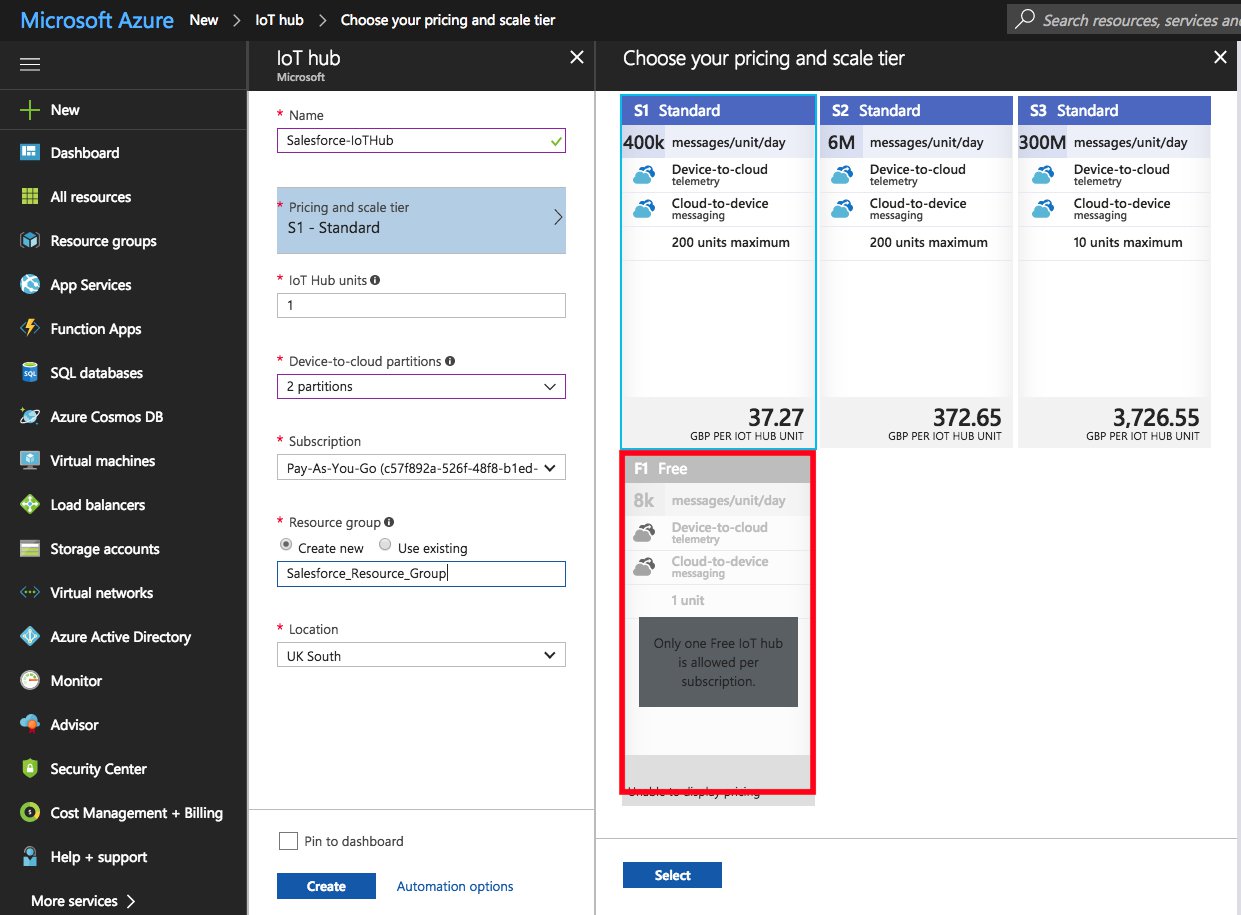 Microsoft Azure New > IoT hub > Choose your pricing and scale tier
Search resources, services and
New
Dashboard
All resources
Resource groups
App Services
Function Apps
SQL databases
Azure Cosmos DB
Virtual machines
Load balancers
Storage accounts
Virtual networks
Azure Active Directory
Monitor
Advisor
Security Center
Cost Management + Billing
Help + support
More services >
IoT hub
Microsoft
* Name
Salesforce-IoTHub
* Pricing and scale tier
S1 - Standard
* IoT Hub units
1
* Device-to-cloud partitions
2 partitions
* Subscription
Pay-As-You-Go (c57f892a-526f-48f8-b1ed-
* Resource group
Create new Use existing
Salesforce_Resource_Group
* Location
UK South
Pin to dashboard
Create Automation options
Choose your pricing and scale tier
S1 Standard
400k messages/unit/day
Device-to-cloud
telemetry
Cloud-to-device
messaging
200 units maximum
37.27
GBP PER IOT HUB UNIT
S2 Standard
6M messages/unit/day
Device-to-cloud
telemetry
Cloud-to-device
messaging
200 units maximum
372.65
GBP PER IOT HUB UNIT
S3 Standard
300M messages/unit/day
Device-to-cloud
telemetry
Cloud-to-device
messaging
10 units maximum
3,726.55
GBP PER IOT HUB UNIT
F1 Free
8k messages/unit/day
Device-to-cloud
telemetry
Cloud-to-device
messaging
1 unit
Only one Free IoT hub
is allowed per
subscription.
Unable to display pricing
Select